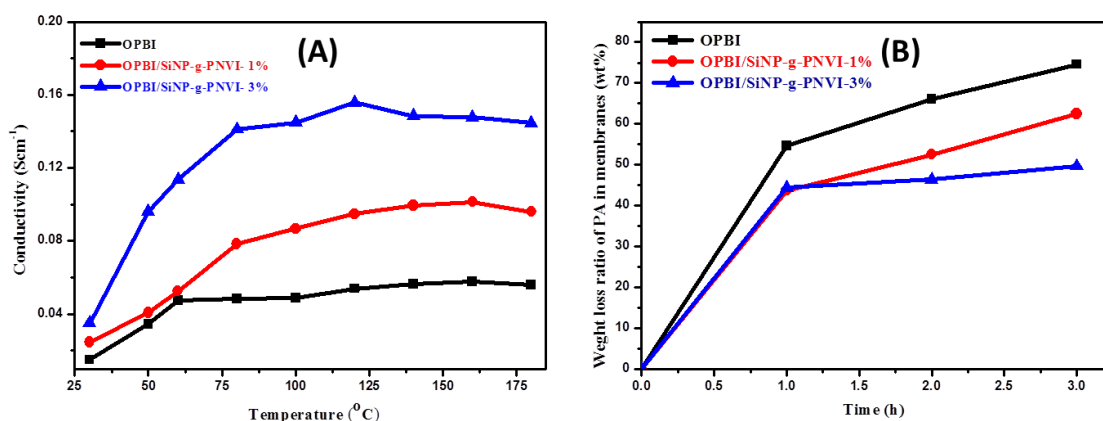 (A)
OPBI
OPBI/SiNP-g-PNVI- 1%
OPBI/SiNP-g-PNVI- 3%
0.20
0.16
0.12
0.08
0.04
Conductivity (Scm⁻¹)
25 50 75 100 125 150 175
Temperature (⁰C)
(B)
OPBI
OPBI/SiNP-g-PNVI-1%
OPBI/SiNP-g-PNVI-3%
80
75
70
60
50
40
30
20
10
0
Weght loss ratio of PA in membranes (wt%)
0.0 0.5 1.0 1.5 2.0 2.5 3.0
Time (h)